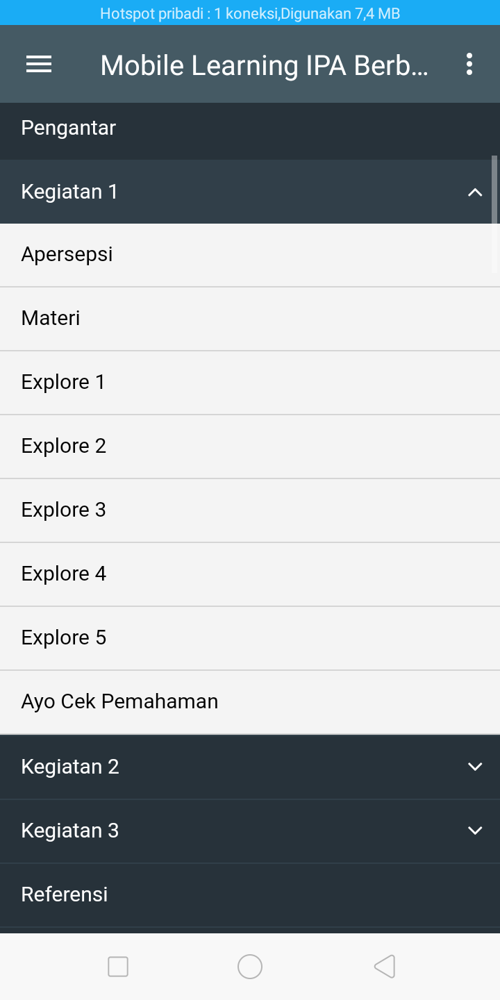 Hotspot pribadi : 1 koneksi,Digunakan 7,4 MB
Mobile Learning IPA Berb...
Pengantar
Kegiatan 1
Apersepsi
Materi
Explore 1
Explore 2
Explore 3
Explore 4
Explore 5
Ayo Cek Pemahaman
Kegiatan 2
Kegiatan 3
Referensi